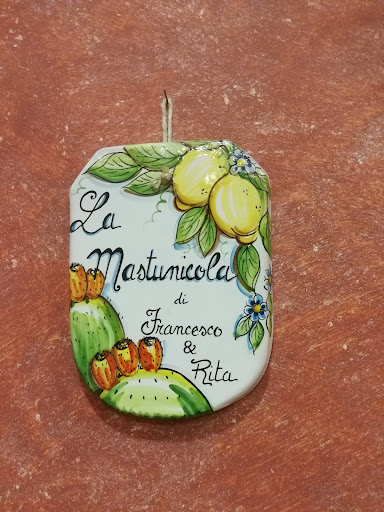 La
Mastunicola
di
Francesco
&
Rita